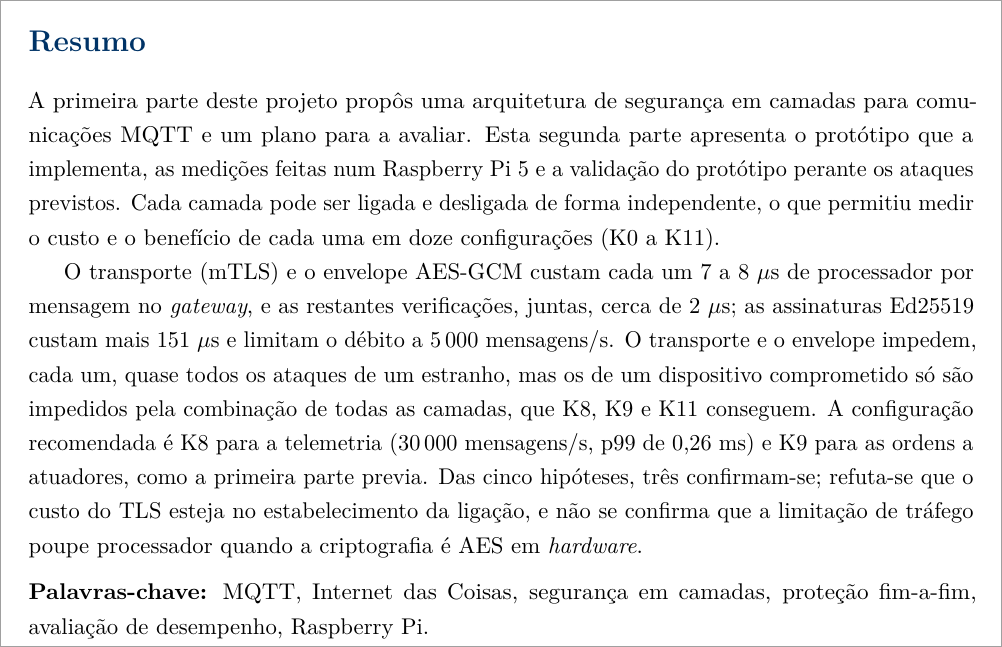 Resumo
A primeira parte deste projeto propôs uma arquitetura de segurança em camadas para comu-
nicações MQTT e um plano para a avaliar. Esta segunda parte apresenta o protótipo que a
implementa, as medições feitas num Raspberry Pi 5 e a validação do protótipo perante os ataques
previstos. Cada camada pode ser ligada e desligada de forma independente, o que permitiu medir
o custo e o benefício de cada uma em doze configurações (K0 a K11).
O transporte (mTLS) e o envelope AES-GCM custam cada um 7 a 8 μs de processador por
mensagem no gateway, e as restantes verificações, juntas, cerca de 2 μs; as assinaturas Ed25519
custam mais 151 μs e limitam o débito a 5 000 mensagens/s. O transporte e o envelope impedem,
cada um, quase todos os ataques de um estranho, mas os de um dispositivo comprometido só são
impedidos pela combinação de todas as camadas, que K8, K9 e K11 conseguem. A configuração
recomendada é K8 para a telemetria (30 000 mensagens/s, p99 de 0,26 ms) e K9 para as ordens a
atuadores, como a primeira parte previa. Das cinco hipóteses, três confirmam-se; refuta-se que o
custo do TLS esteja no estabelecimento da ligação, e não se confirma que a limitação de tráfego
poupe processador quando a criptografia é AES em hardware.
Palavras-chave: MQTT, Internet das Coisas, segurança em camadas, proteção fim-a-fim,
avaliação de desempenho, Raspberry Pi.